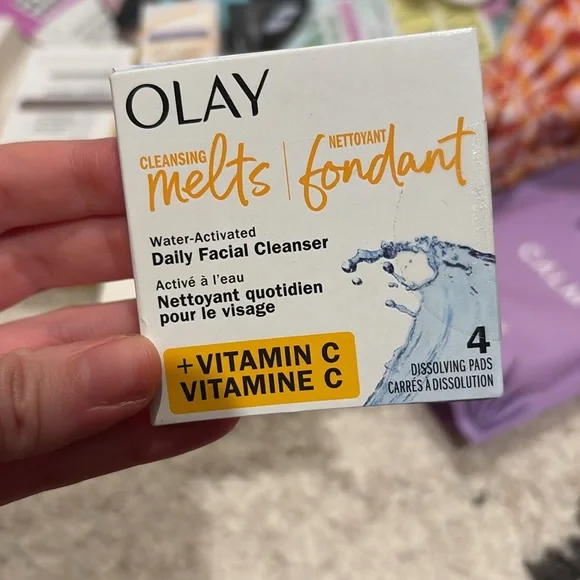 OLAY
CLEANSING melts | NETTOYANT fondant
Water-Activated
Daily Facial Cleanser
Activé à l'eau
Nettoyant quotidien
pour le visage
+ VITAMIN C
VITAMINE C
4
DISSOLVING PADS
CARRÉS À DISSOLUTION